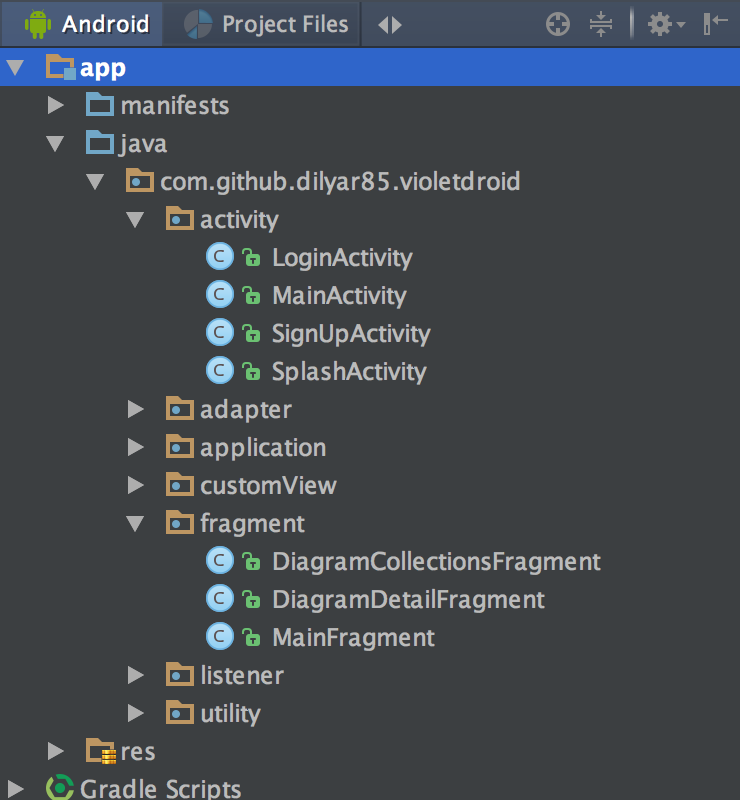 Android Project Files
app
manifests
java
com.github.dilyar85.violetdroid
activity
C LoginActivity
C MainActivity
C SignUpActivity
C SplashActivity
adapter
application
customView
fragment
C DiagramCollectionsFragment
C DiagramDetailFragment
C MainFragment
listener
utility
res
Gradle Scripts